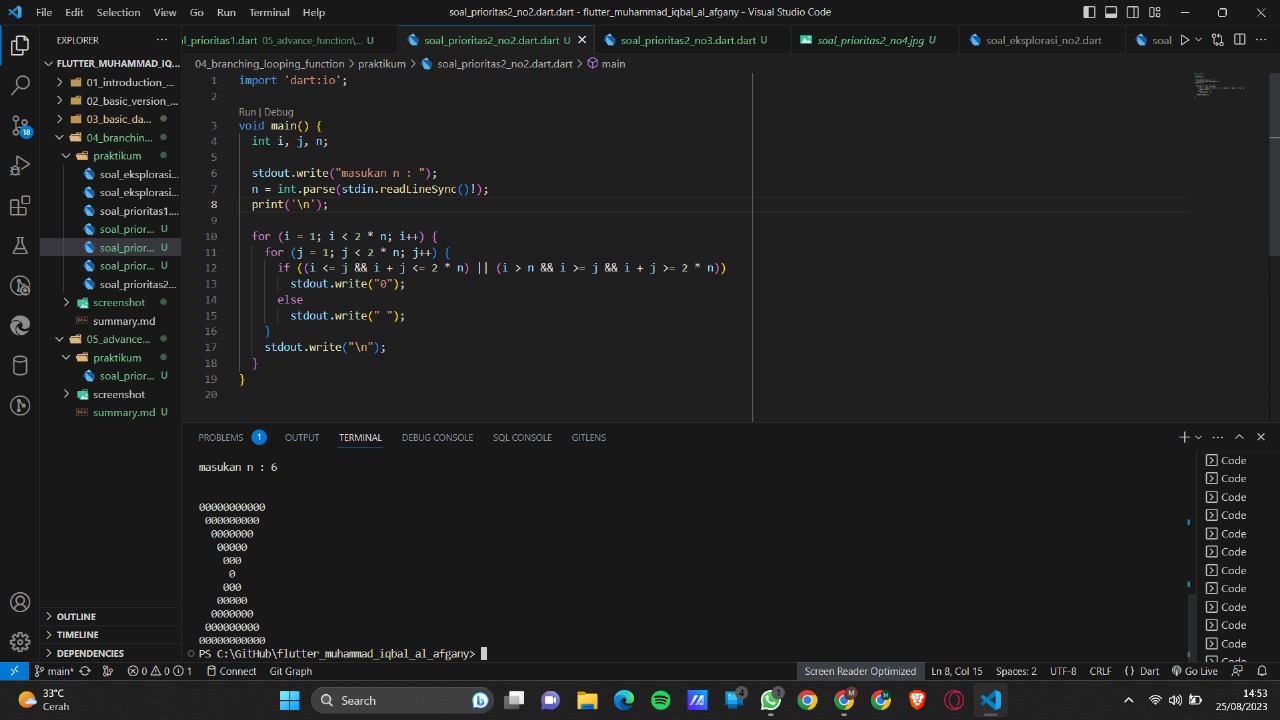 File Edit Selection View Go Run Terminal Help
soal_prioritas2_no2.dart.dart - flutter_muhammad_iqbal_al_afgany - Visual Studio Code
EXPLORER
l_prioritas1.dart 05_advance_function\... U
soal_prioritas2_no2.dart.dart U
soal_prioritas2_no3.dart.dart U
soal_prioritas2_no4.jpg U
soal_eksplorasi_no2.dart
soal
FLUTTER_MUHAMMAD_IQ...
01_introduction_...
02_basic_version_...
03_basic_da...
04_branchin...
praktikum
soal_eksplorasi...
soal_eksplorasi...
soal_prioritas1....
soal_prior... U
soal_prior... U
soal_prior... U
soal_prioritas2...
screenshot
summary.md
05_advance...
praktikum
soal_prior... U
screenshot
summary.md U
OUTLINE
TIMELINE
DEPENDENCIES
18
04_branching_looping_function > praktikum > soal_prioritas2_no2.dart.dart > main
1 import 'dart:io';
2
Run | Debug
3 void main() {
4 int i, j, n;
5
6 stdout.write("masukan n : ");
7 n = int.parse(stdin.readLineSync()!);
8 print('\n');
9
10 for (i = 1; i < 2 * n; i++) {
11 for (j = 1; j < 2 * n; j++) {
12 if ((i <= j && i + j <= 2 * n) || (i > n && i >= j && i + j >= 2 * n))
13 stdout.write("0");
14 else
15 stdout.write(" ");
16 }
17 stdout.write("\n");
18 }
19 }
20
PROBLEMS 1 OUTPUT TERMINAL DEBUG CONSOLE SQL CONSOLE GITLENS
masukan n : 6
00000000000
000000000
0000000
00000
000
0
000
00000
0000000
000000000
00000000000
PS C:\GitHub\flutter_muhammad_iqbal_al_afgany>
Code
Code
Code
Code
Code
Code
Code
Code
Code
Code
Code
main* 0 0 1 Connect Git Graph
Screen Reader Optimized Ln 8, Col 15 Spaces: 2 UTF-8 CRLF { } Dart Go Live
33°C
Cerah
Search
4
1
M
M
14:53
25/08/2023